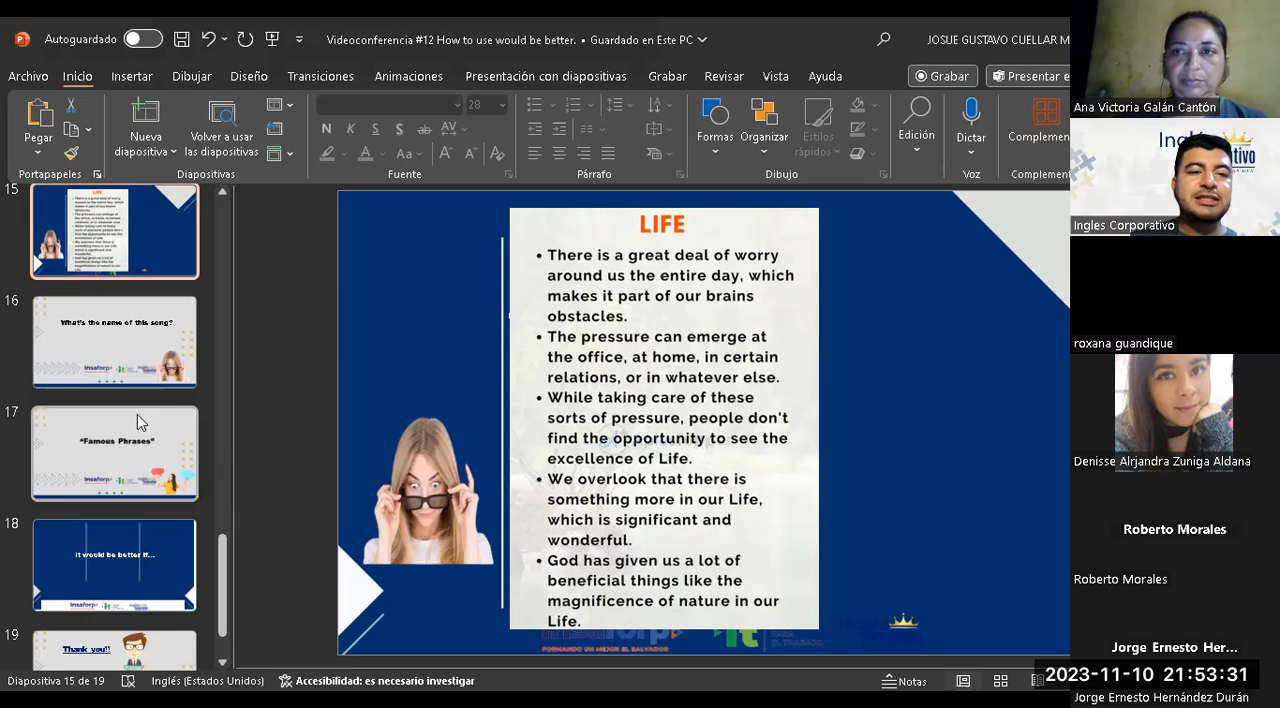 Autoguardado
Videoconferencia #12 How to use would be better. • Guardado en Este PC
JOSUE GUSTAVO CUELLAR M
Archivo Inicio Insertar Dibujar Diseño Transiciones Animaciones Presentación con diapositivas Grabar Revisar Vista Ayuda
Grabar
Presentar e
Pegar
Nueva diapositiva
Volver a usar las diapositivas
28
N K S S ab AV
Aa
Formas
Organizar
Estilos rápidos
Edición
Dictar
Complemen
Portapapeles
Diapositivas
Fuente
Párrafo
Dibujo
Voz
Complement
15
LIFE
16
What's the name of this song?
17
"Famous Phrases"
18
It would be better if...
19
Thank you!!
LIFE
• There is a great deal of worry
around us the entire day, which
makes it part of our brains
obstacles.
• The pressure can emerge at
the office, at home, in certain
relations, or in whatever else.
• While taking care of these
sorts of pressure, people don't
find the opportunity to see the
excellence of Life.
• We overlook that there is
something more in our Life,
which is significant and
wonderful.
• God has given us a lot of
beneficial things like the
magnificence of nature in our
Life.
FORMANDO UN MEJOR EL SALVADOR
Diapositiva 15 de 19
Inglés (Estados Unidos)
Accesibilidad: es necesario investigar
Notas
Ana Victoria Galán Cantón
Ingles Corporativo
roxana guandique
Denisse Alrjandra Zuniga Aldana
Roberto Morales
Roberto Morales
Jorge Ernesto Her...
2023-11-10 21:53:31
Jorge Ernesto Hernández Durán